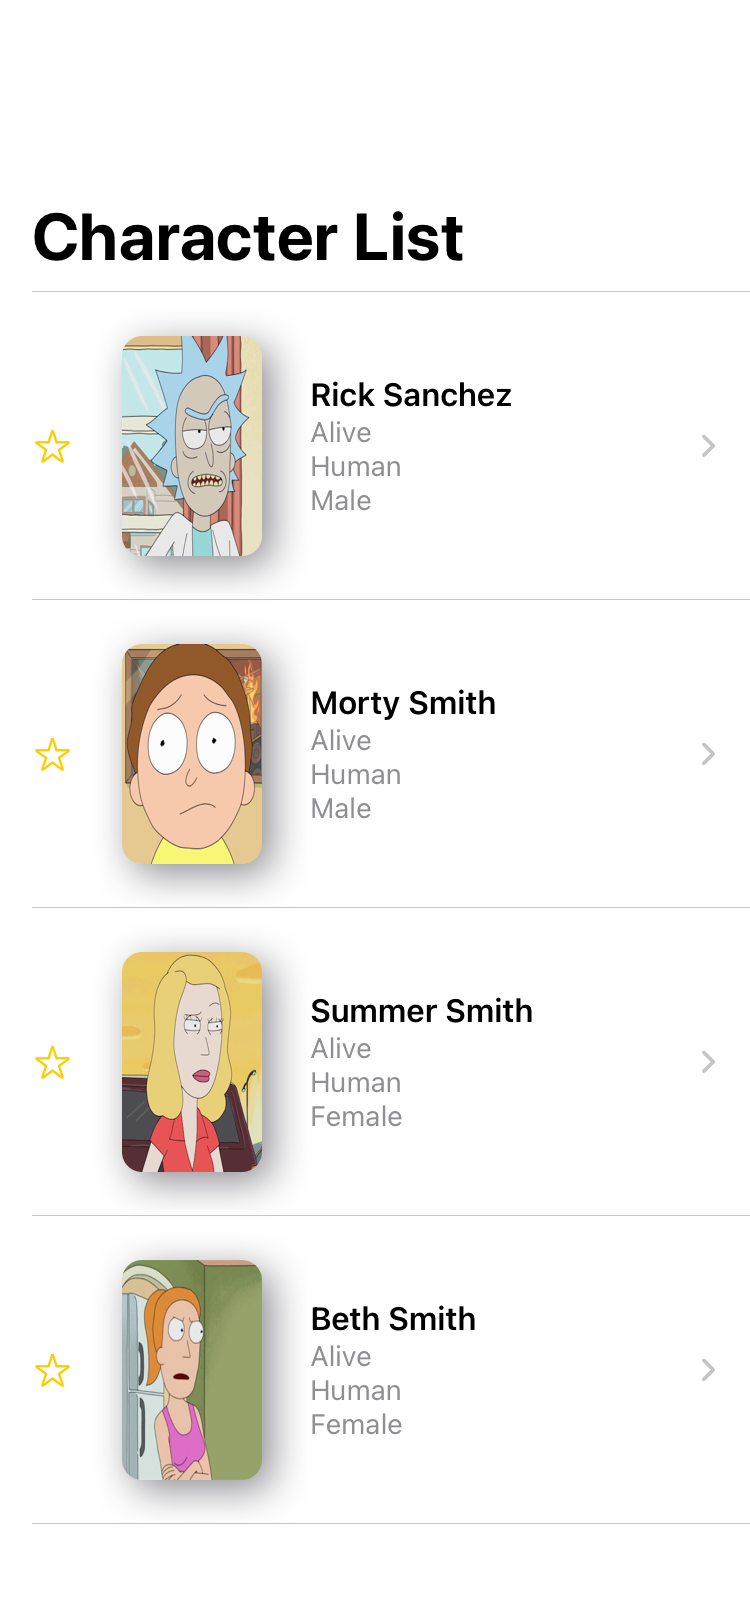 Character List
Rick Sanchez
Alive
Human
Male
Morty Smith
Alive
Human
Male
Summer Smith
Alive
Human
Female
Beth Smith
Alive
Human
Female